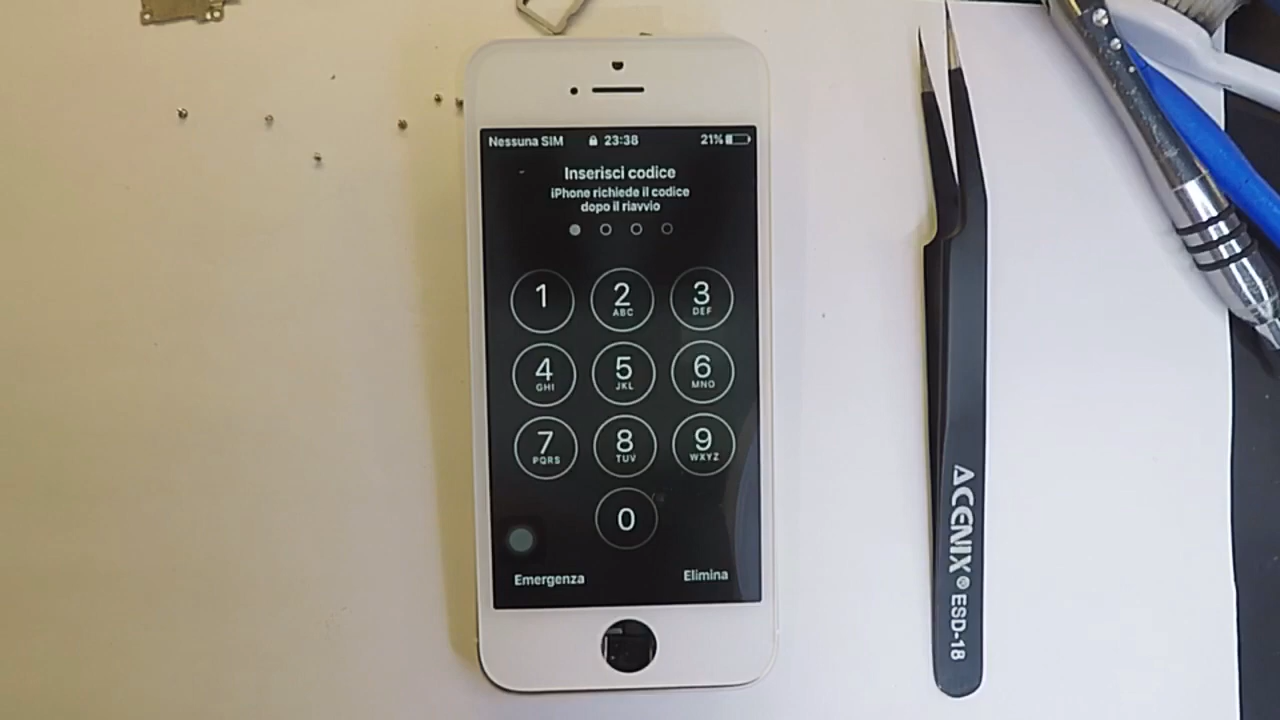 Nessuna SIM 23:38 21%
Inserisci codice
iPhone richiede il codice
dopo il riavvio
1 2 3
ABC DEF
4 5 6
GHI JKL MNO
7 8 9
PQRS TUV WXYZ
0
Emergenza Elimina
ACENIX® ESD-18